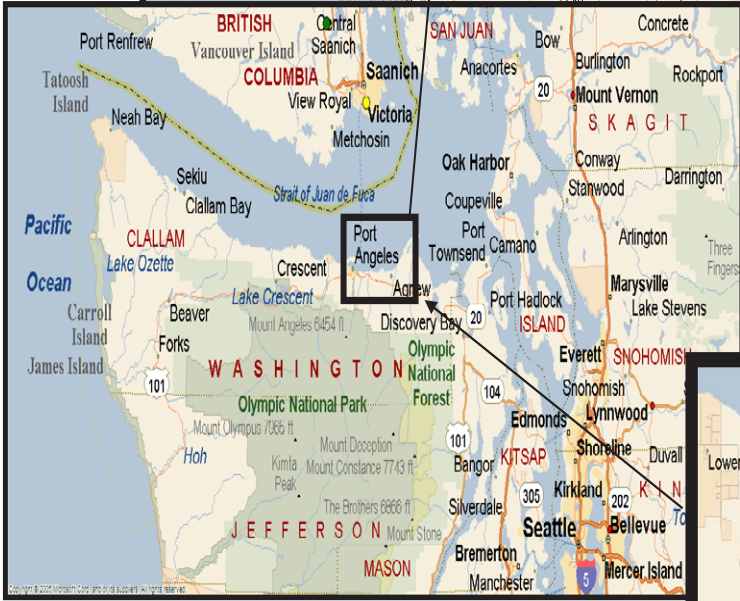 BRITISH
Central
Saanich
SAN JUAN
Concrete
Port Renfrew
Vancouver Island
Bow
Burlington
COLUMBIA
Saanich
Anacortes
Rockport
Tatoosh
Island
View Royal
Victoria
20
Mount Vernon
Neah Bay
Metchosin
SKAGIT
Oak Harbor
Conway
Sekiu
Stanwood
Darrington
Clallam Bay
Strait of Juan de Fuca
Coupeville
Pacific
Ocean
CLALLAM
Port
Angeles
Port
Townsend
Camano
Arlington
Three
Fingers
Lake Ozette
Crescent
Lake Crescent
Agnew
Marysville
Carroll
Island
Beaver
Port Hadlock
Lake Stevens
Mount Angeles 6454 ft
Discovery Bay
20
ISLAND
Forks
James Island
Olympic
National
Forest
Everett
SNOHOMISH
WASHINGTON
101
104
Snohomish
Olympic National Park
Edmonds
Lynnwood
Mount Olympus 7965 ft
101
Shoreline
Hoh
Mount Deception
Kimta
Peak
Mount Constance 7743 ft
Bangor
KITSAP
Duvall
Lower
Kirkland
305
202
KIN
The Brothers 6866 ft
Silverdale
To
JEFFERSON
Mount Stone
Seattle
Bellevue
Bremerton
MASON
Manchester
5
Mercer Island